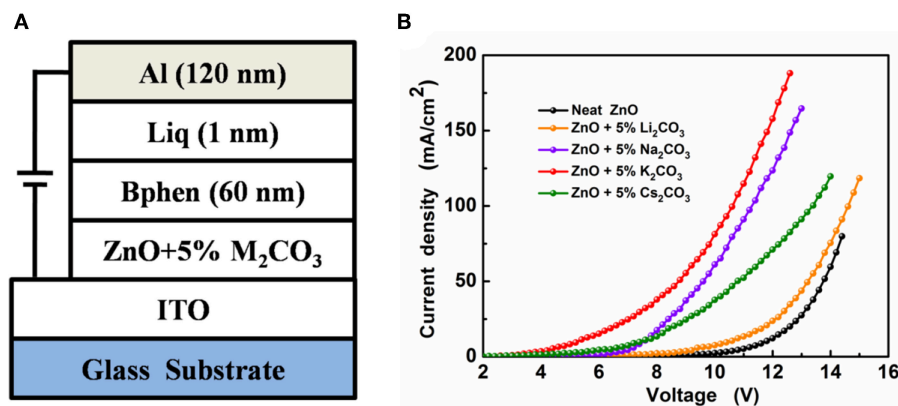 A
Al (120 nm)
Liq (1 nm)
Bphen (60 nm)
ZnO+5% M₂CO₃
ITO
Glass Substrate
B
Current density (mA/cm²)
200
150
100
50
0
Neat ZnO
ZnO + 5% Li₂CO₃
ZnO + 5% Na₂CO₃
ZnO + 5% K₂CO₃
ZnO + 5% Cs₂CO₃
2 4 6 8 10 12 14 16
Voltage (V)